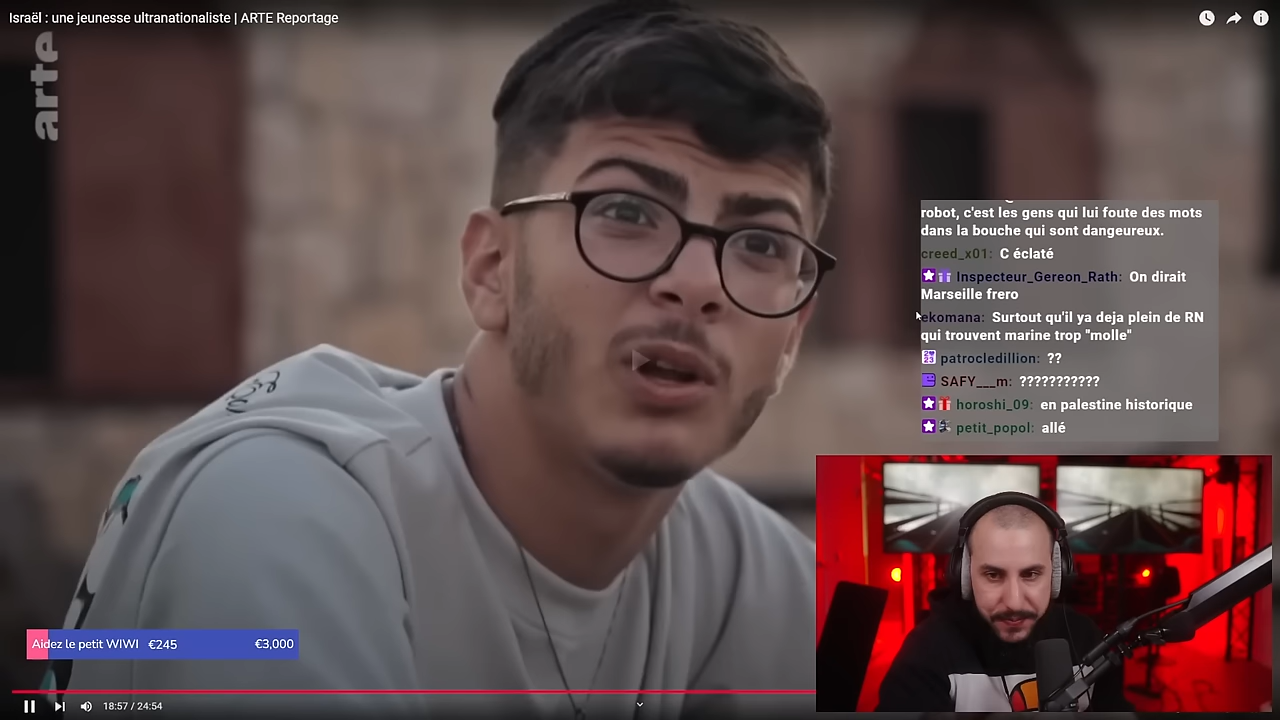 Israël : une jeunesse ultranationaliste | ARTE Reportage
arte
robot, c'est les gens qui lui foute des mots
dans la bouche qui sont dangeureux.
creed_x01: C éclaté
Inspecteur_Gereon_Rath: On dirait
Marseille frero
ekomana: Surtout qu'il ya deja plein de RN
qui trouvent marine trop "molle"
patrocledillion: ??
SAFY___m: ???????????
horoshi_09: en palestine historique
petit_popol: allé
Aidez le petit WIWI €245 €3,000
18:57 / 24:54